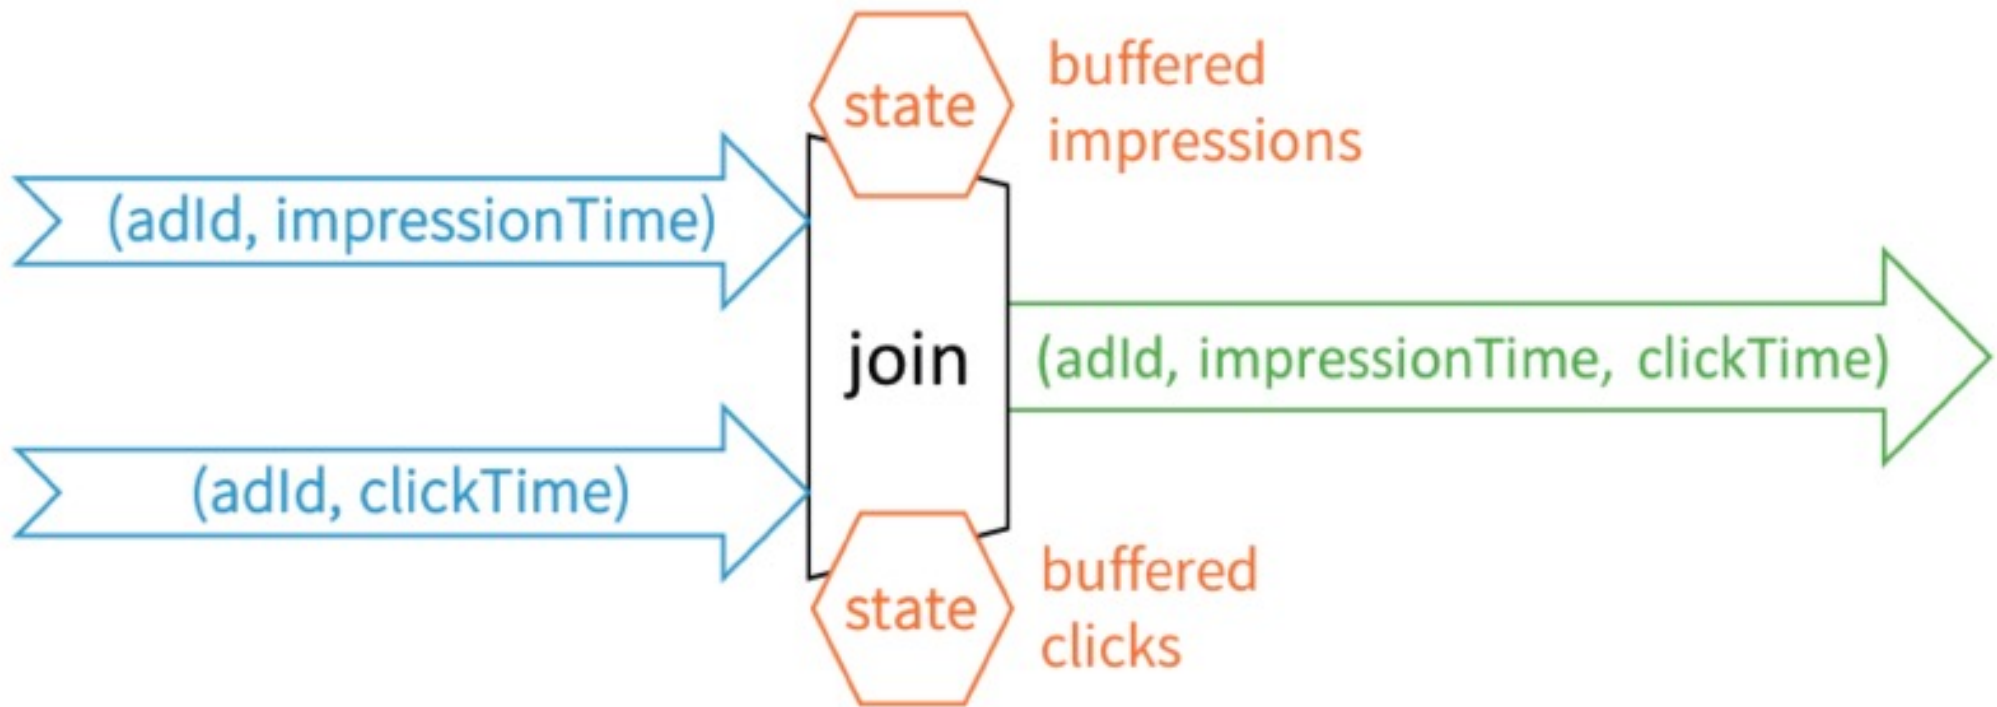 state
buffered
impressions
(adId, impressionTime)
join
(adId, impressionTime, clickTime)
(adId, clickTime)
state
buffered
clicks